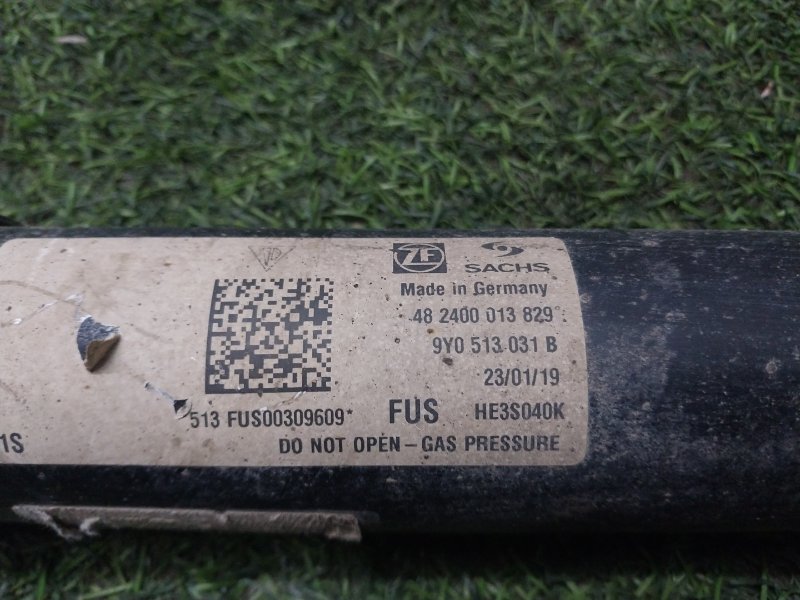 ZF SACHS
Made in Germany
48 2400 013 829
9Y0 513 031 B
23/01/19
513 FUS00309609* FUS HE3S040K
1S DO NOT OPEN – GAS PRESSURE